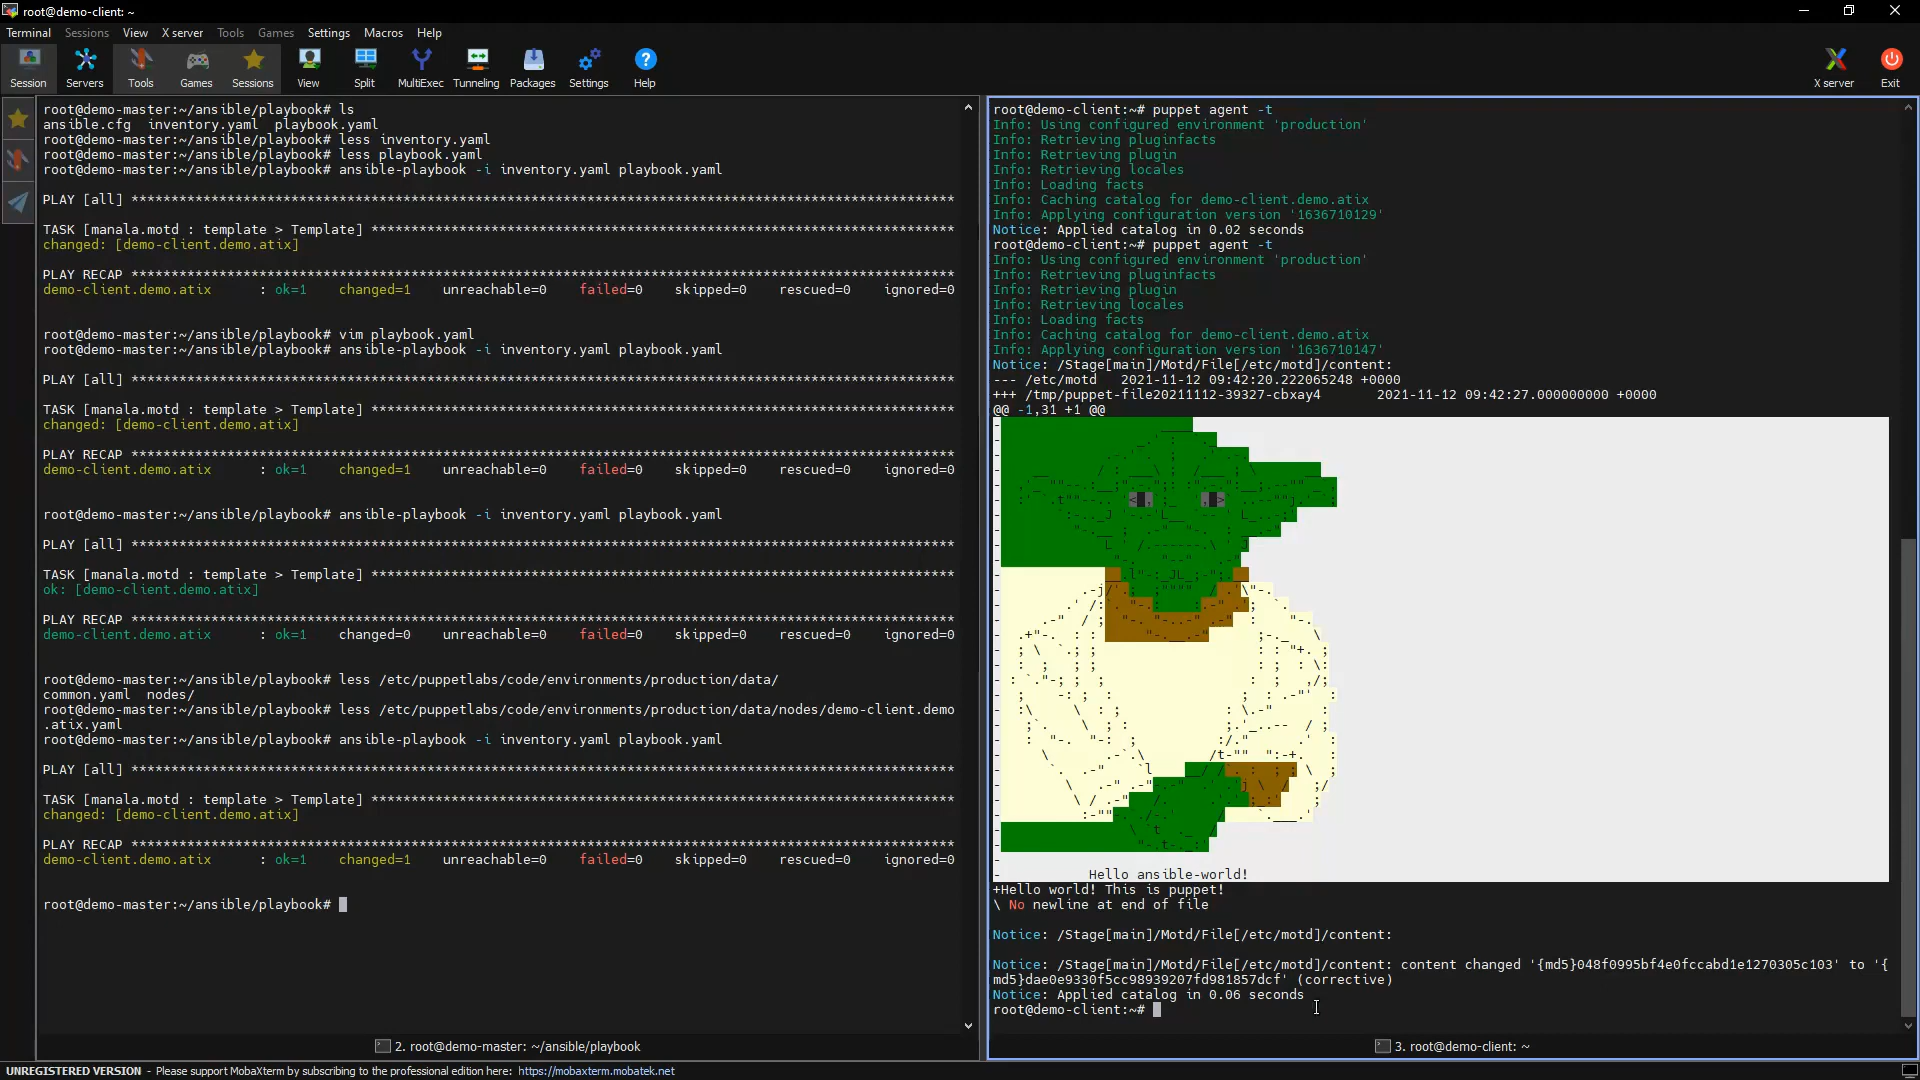 root@demo-client: ~
Terminal Sessions View X server Tools Games Settings Macros Help
Session Servers Tools Games Sessions View Split MultiExec Tunneling Packages Settings Help X server Exit
root@demo-master:~/ansible/playbook# ls
ansible.cfg  inventory.yaml  playbook.yaml
root@demo-master:~/ansible/playbook# less inventory.yaml
root@demo-master:~/ansible/playbook# less playbook.yaml
root@demo-master:~/ansible/playbook# ansible-playbook -i inventory.yaml playbook.yaml
PLAY [all] *******************************************************************************************************
TASK [manala.motd : template > Template] *************************************************************************
changed: [demo-client.demo.atix]
PLAY RECAP *******************************************************************************************************
demo-client.demo.atix      : ok=1    changed=1    unreachable=0    failed=0    skipped=0    rescued=0    ignored=0
root@demo-master:~/ansible/playbook# vim playbook.yaml
root@demo-master:~/ansible/playbook# ansible-playbook -i inventory.yaml playbook.yaml
PLAY [all] *******************************************************************************************************
TASK [manala.motd : template > Template] *************************************************************************
changed: [demo-client.demo.atix]
PLAY RECAP *******************************************************************************************************
demo-client.demo.atix      : ok=1    changed=1    unreachable=0    failed=0    skipped=0    rescued=0    ignored=0
root@demo-master:~/ansible/playbook# ansible-playbook -i inventory.yaml playbook.yaml
PLAY [all] *******************************************************************************************************
TASK [manala.motd : template > Template] *************************************************************************
ok: [demo-client.demo.atix]
PLAY RECAP *******************************************************************************************************
demo-client.demo.atix      : ok=1    changed=0    unreachable=0    failed=0    skipped=0    rescued=0    ignored=0
root@demo-master:~/ansible/playbook# less /etc/puppetlabs/code/environments/production/data/
common.yaml  nodes/
root@demo-master:~/ansible/playbook# less /etc/puppetlabs/code/environments/production/data/nodes/demo-client.demo
.atix.yaml
root@demo-master:~/ansible/playbook# ansible-playbook -i inventory.yaml playbook.yaml
PLAY [all] *******************************************************************************************************
TASK [manala.motd : template > Template] *************************************************************************
changed: [demo-client.demo.atix]
PLAY RECAP *******************************************************************************************************
demo-client.demo.atix      : ok=1    changed=1    unreachable=0    failed=0    skipped=0    rescued=0    ignored=0
root@demo-master:~/ansible/playbook#
2. root@demo-master: ~/ansible/playbook
root@demo-client:~# puppet agent -t
Info: Using configured environment 'production'
Info: Retrieving pluginfacts
Info: Retrieving plugin
Info: Retrieving locales
Info: Loading facts
Info: Caching catalog for demo-client.demo.atix
Info: Applying configuration version '1636710129'
Notice: Applied catalog in 0.02 seconds
root@demo-client:~# puppet agent -t
Info: Using configured environment 'production'
Info: Retrieving pluginfacts
Info: Retrieving plugin
Info: Retrieving locales
Info: Loading facts
Info: Caching catalog for demo-client.demo.atix
Info: Applying configuration version '1636710147'
Notice: /Stage[main]/Motd/File[/etc/motd]/content:
--- /etc/motd   2021-11-12 09:42:20.222065248 +0000
+++ /tmp/puppet-file20211112-39327-cbxay4       2021-11-12 09:42:27.000000000 +0000
@@ -1,31 +1 @@
-           Hello ansible-world!
+Hello world! This is puppet!
\ No newline at end of file
Notice: /Stage[main]/Motd/File[/etc/motd]/content:
Notice: /Stage[main]/Motd/File[/etc/motd]/content: content changed '{md5}048f0995bf4e0fccabd1e1270305c103' to '{
md5}dae0e9330f5cc98939207fd981857dcf' (corrective)
Notice: Applied catalog in 0.06 seconds
root@demo-client:~#
3. root@demo-client: ~
UNREGISTERED VERSION - Please support MobaXterm by subscribing to the professional edition here: https://mobaxterm.mobatek.net